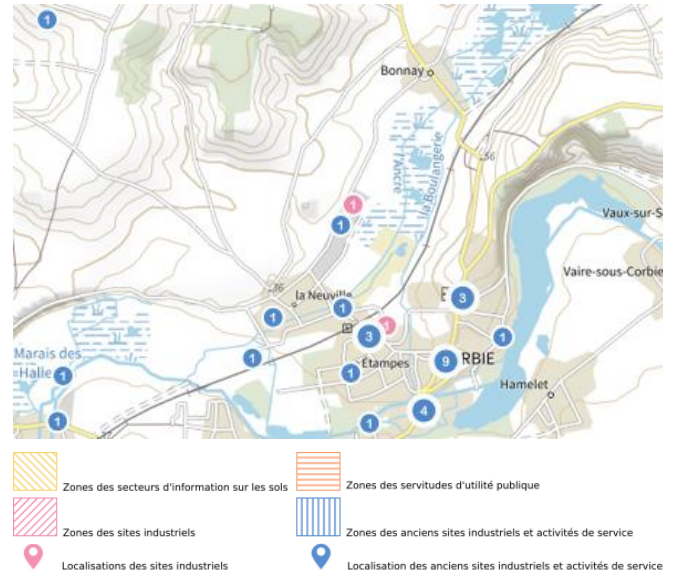 1
Bonnay
56
l'Ancre
la Boulangerie
1
1
Vaux-sur-S
Vaire-sous-Corbie
36
la Neuville
E
3
1
1
3
1
1
1
Marais des
Halle
Étampes
9
RBIE
1
1
Hamelet
4
1
1
Zones des secteurs d'information sur les sols
Zones des servitudes d'utilité publique
Zones des sites industriels
Zones des anciens sites industriels et activités de service
Localisations des sites industriels
Localisation des anciens sites industriels et activités de service